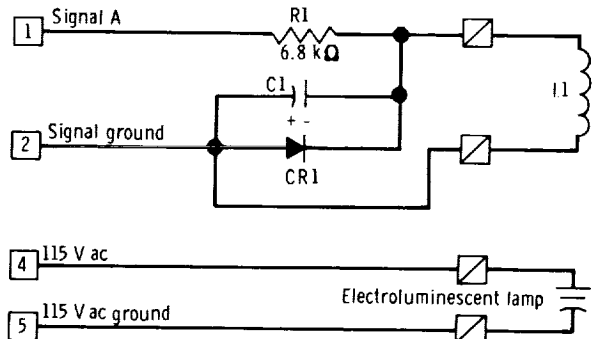 1 Signal A R1
6.8 kΩ
C1
+ -
L1
2 Signal ground
CR1
4 115 V ac
Electroluminescent lamp
5 115 V ac ground